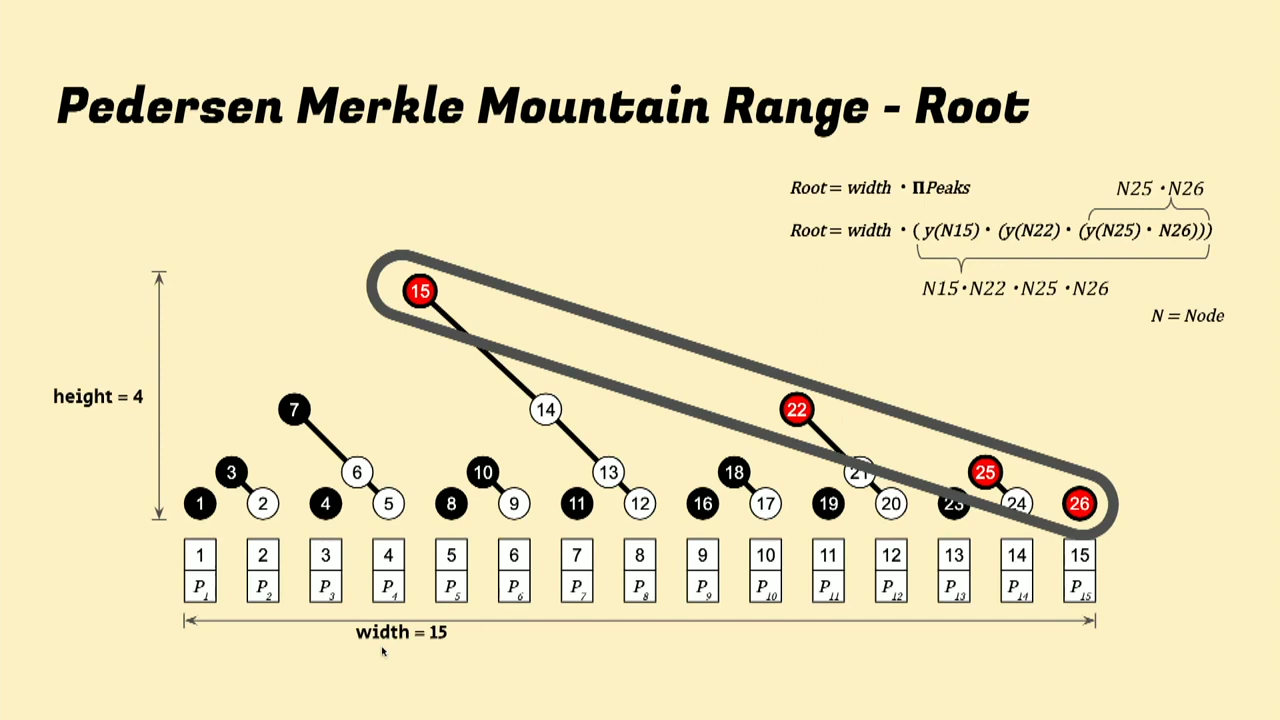 Pedersen Merkle Mountain Range - Root
Root = width · ΠPeaks
N25 · N26
Root = width · ( y(N15) · (y(N22) · (y(N25) · N26)))
N15 · N22 · N25 · N26
N = Node
15
height = 4
7
14
22
3
6
10
13
18
21
25
1
2
4
5
8
9
11
12
16
17
19
20
23
24
26
1 2 3 4 5 6 7 8 9 10 11 12 13 14 15
P1 P2 P3 P4 P5 P6 P7 P8 P9 P10 P11 P12 P13 P14 P15
width = 15